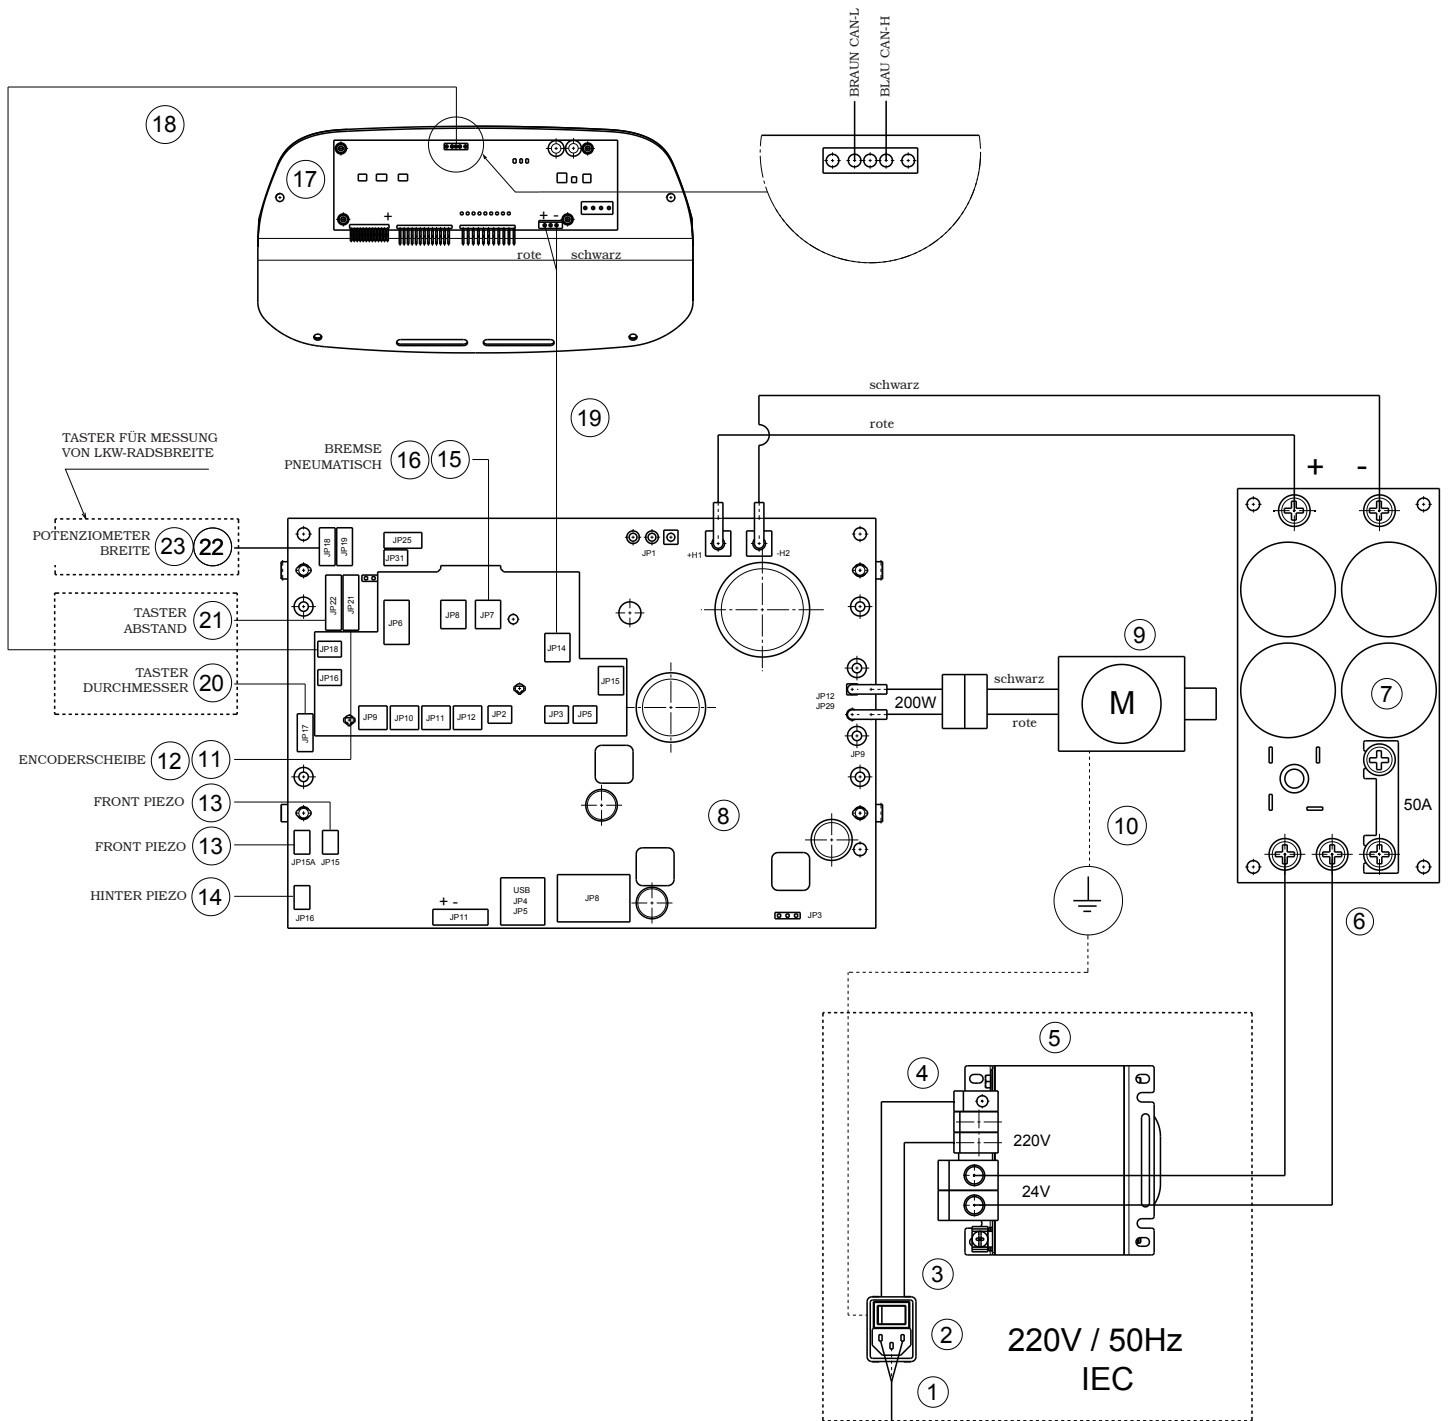 BRAUN CAN-L
BLAU CAN-H
18
17
+
+ -
rote
schwarz
19
schwarz
rote
+ -
TASTER FÜR MESSUNG
VON LKW-RADSBREITE
BREMSE
PNEUMATISCH
16
15
POTENZIOMETER
BREITE
23
22
JP18
JP19
JP25
JP31
JP1
+H1
-H2
TASTER
ABSTAND
21
JP22
JP21
JP6
JP8
JP7
JP18
JP14
TASTER
DURCHMESSER
20
JP16
JP15
JP17
JP9
JP10
JP11
JP12
JP2
JP3
JP5
JP12
JP29
JP9
200W
schwarz
rote
9
M
7
50A
ENCODERSCHEIBE
12
11
FRONT PIEZO
13
8
10
FRONT PIEZO
13
JP15A
JP15
HINTER PIEZO
14
JP16
+ -
JP11
USB
JP4
JP5
JP8
JP3
6
5
4
220V
24V
3
2
1
220V / 50Hz
IEC